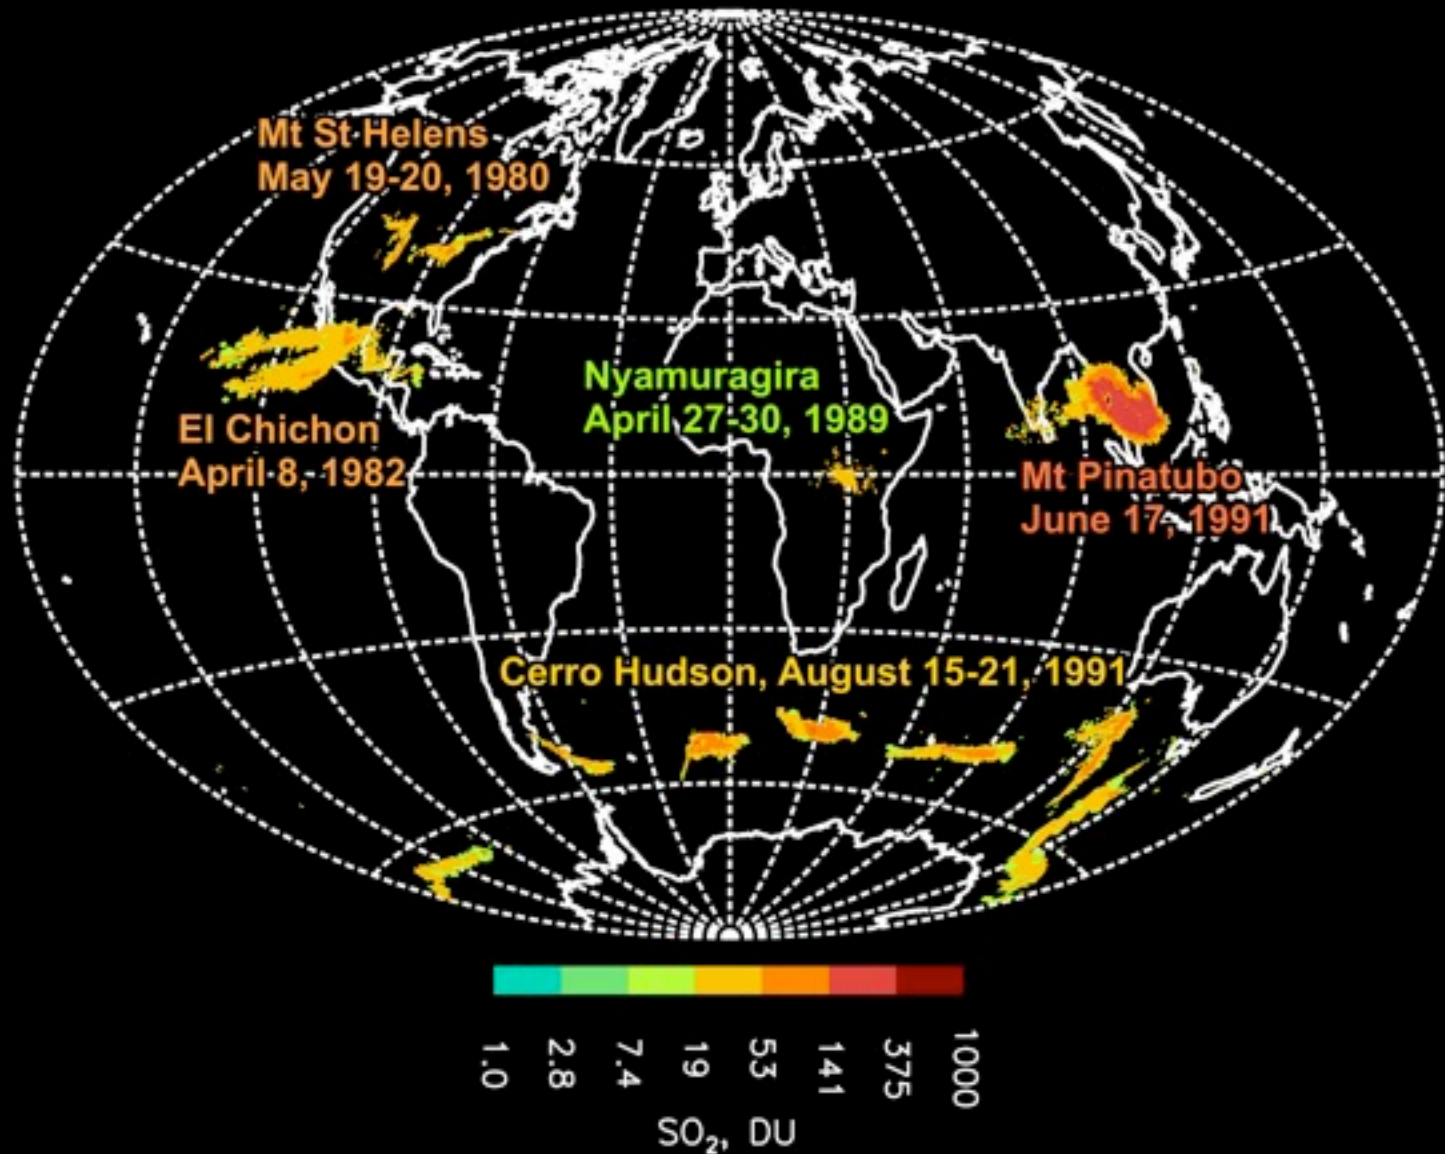 Mt St Helens
May 19-20, 1980
El Chichon
April 8, 1982
Nyamuragira
April 27-30, 1989
Mt Pinatubo
June 17, 1991
Cerro Hudson, August 15-21, 1991
1.0
2.8
7.4
19
53
141
375
1000
SO₂, DU